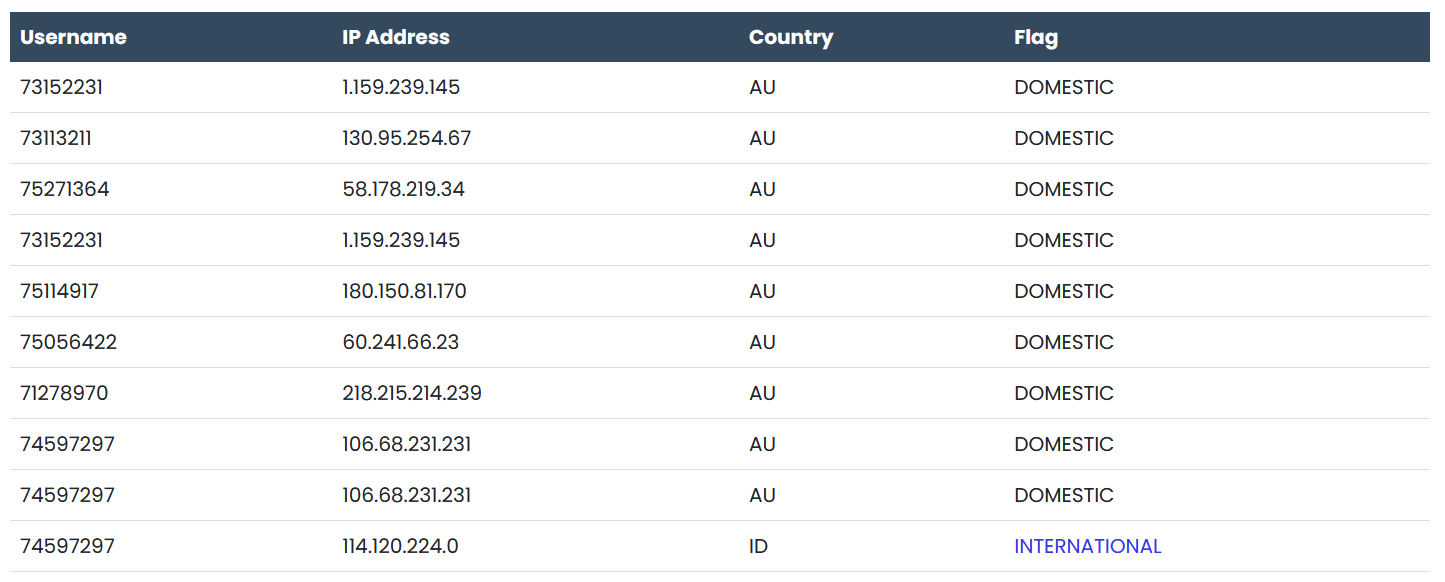 Username IP Address Country Flag
73152231 1.159.239.145 AU DOMESTIC
73113211 130.95.254.67 AU DOMESTIC
75271364 58.178.219.34 AU DOMESTIC
73152231 1.159.239.145 AU DOMESTIC
75114917 180.150.81.170 AU DOMESTIC
75056422 60.241.66.23 AU DOMESTIC
71278970 218.215.214.239 AU DOMESTIC
74597297 106.68.231.231 AU DOMESTIC
74597297 106.68.231.231 AU DOMESTIC
74597297 114.120.224.0 ID INTERNATIONAL